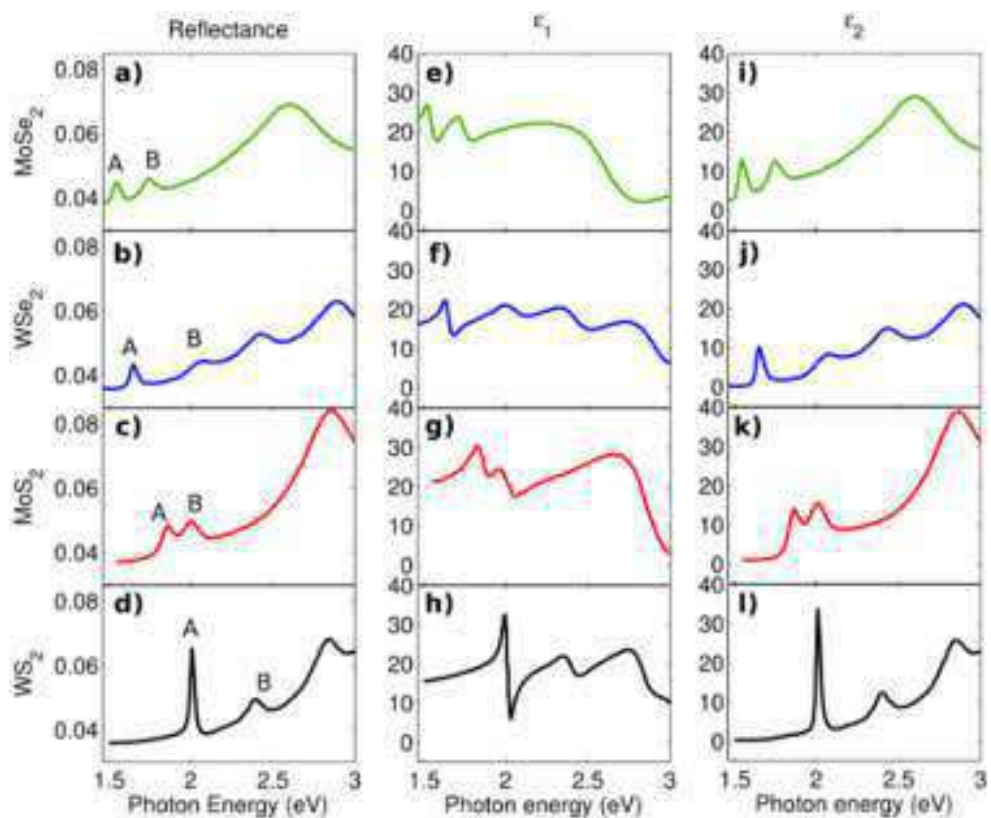 Reflectance ε₁ ε₂
MoSe₂
0.08
0.06
0.04
a)
A
B
40
30
20
10
0
e)
40
30
20
10
0
i)
WSe₂
0.08
0.06
0.04
b)
A
B
40
30
20
10
0
f)
40
30
20
10
0
j)
MoS₂
0.08
0.06
0.04
c)
A
B
40
30
20
10
0
g)
40
30
20
10
0
k)
WS₂
0.08
0.06
0.04
d)
A
B
40
30
20
10
0
h)
40
30
20
10
0
l)
1.5 2 2.5 3 1.5 2 2.5 3 1.5 2 2.5 3
Photon Energy (eV) Photon energy (eV) Photon energy (eV)